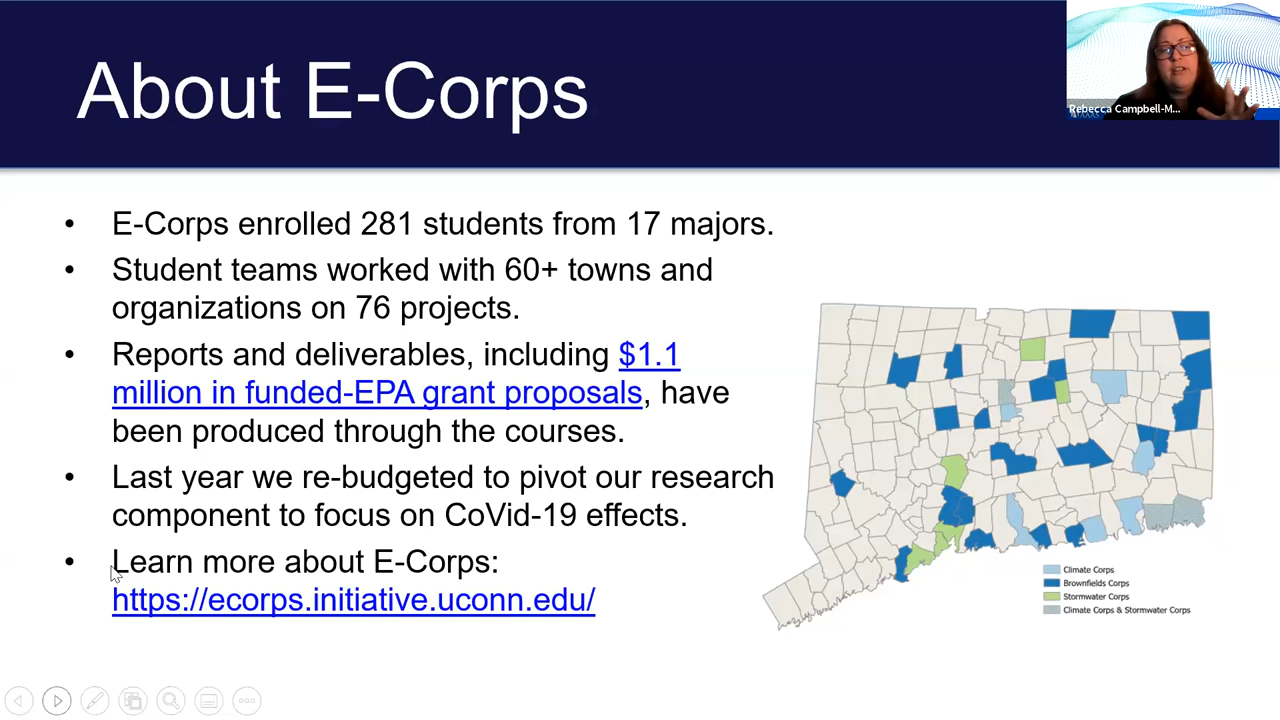 About E-Corps
Rebecca Campbell-M...
• E-Corps enrolled 281 students from 17 majors.
• Student teams worked with 60+ towns and
organizations on 76 projects.
• Reports and deliverables, including $1.1
million in funded-EPA grant proposals, have
been produced through the courses.
• Last year we re-budgeted to pivot our research
component to focus on CoVid-19 effects.
• Learn more about E-Corps:
https://ecorps.initiative.uconn.edu/
Climate Corps
Brownfields Corps
Stormwater Corps
Climate Corps & Stormwater Corps